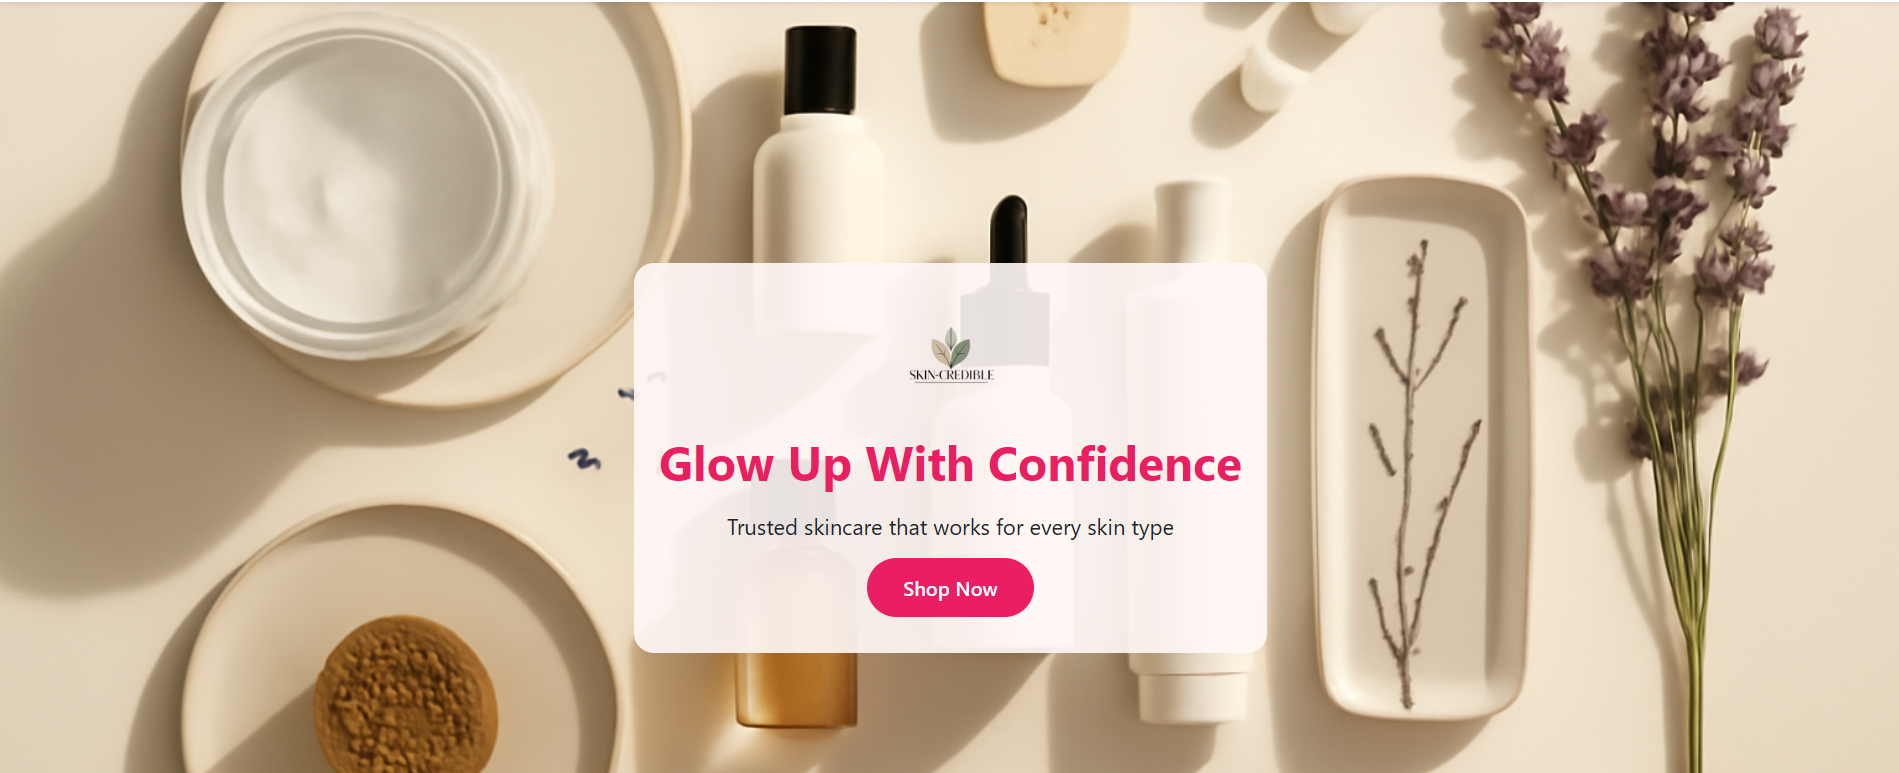 SKIN-CREDIBLE
Glow Up With Confidence
Trusted skincare that works for every skin type
Shop Now